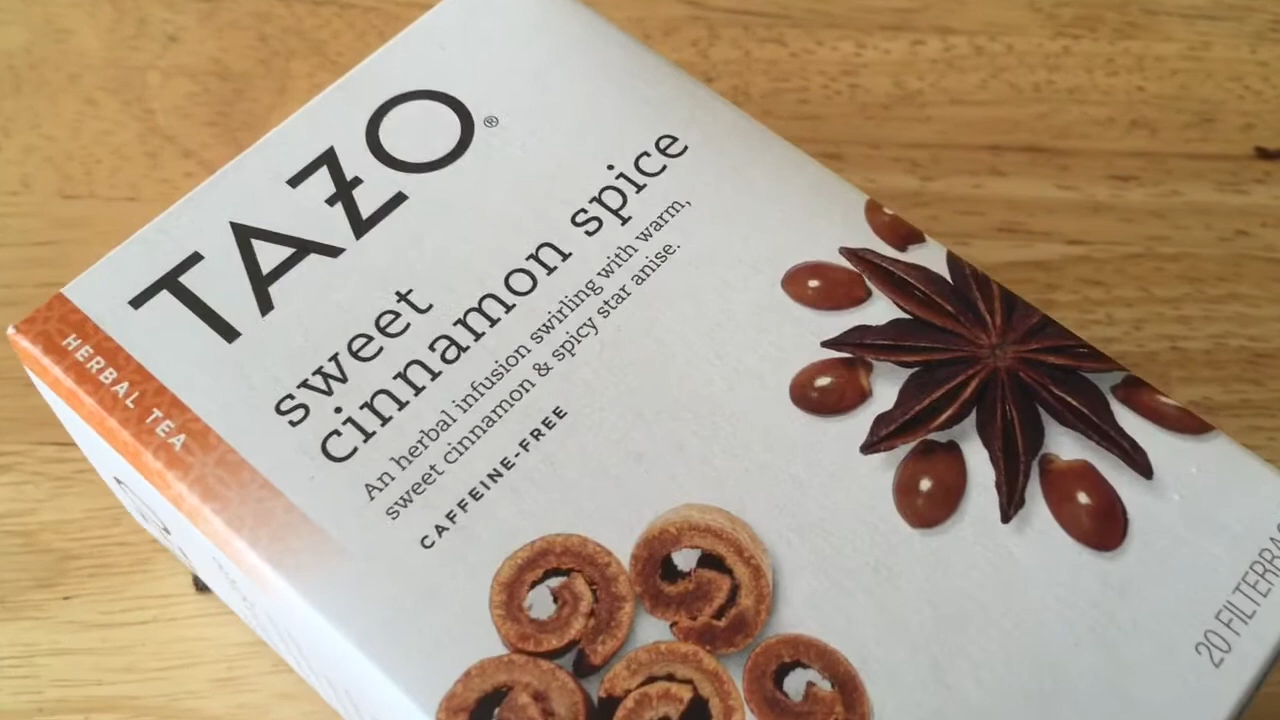 TAZO®
sweet
cinnamon spice
An herbal infusion swirling with warm,
sweet cinnamon & spicy star anise.
CAFFEINE-FREE
HERBAL TEA
20